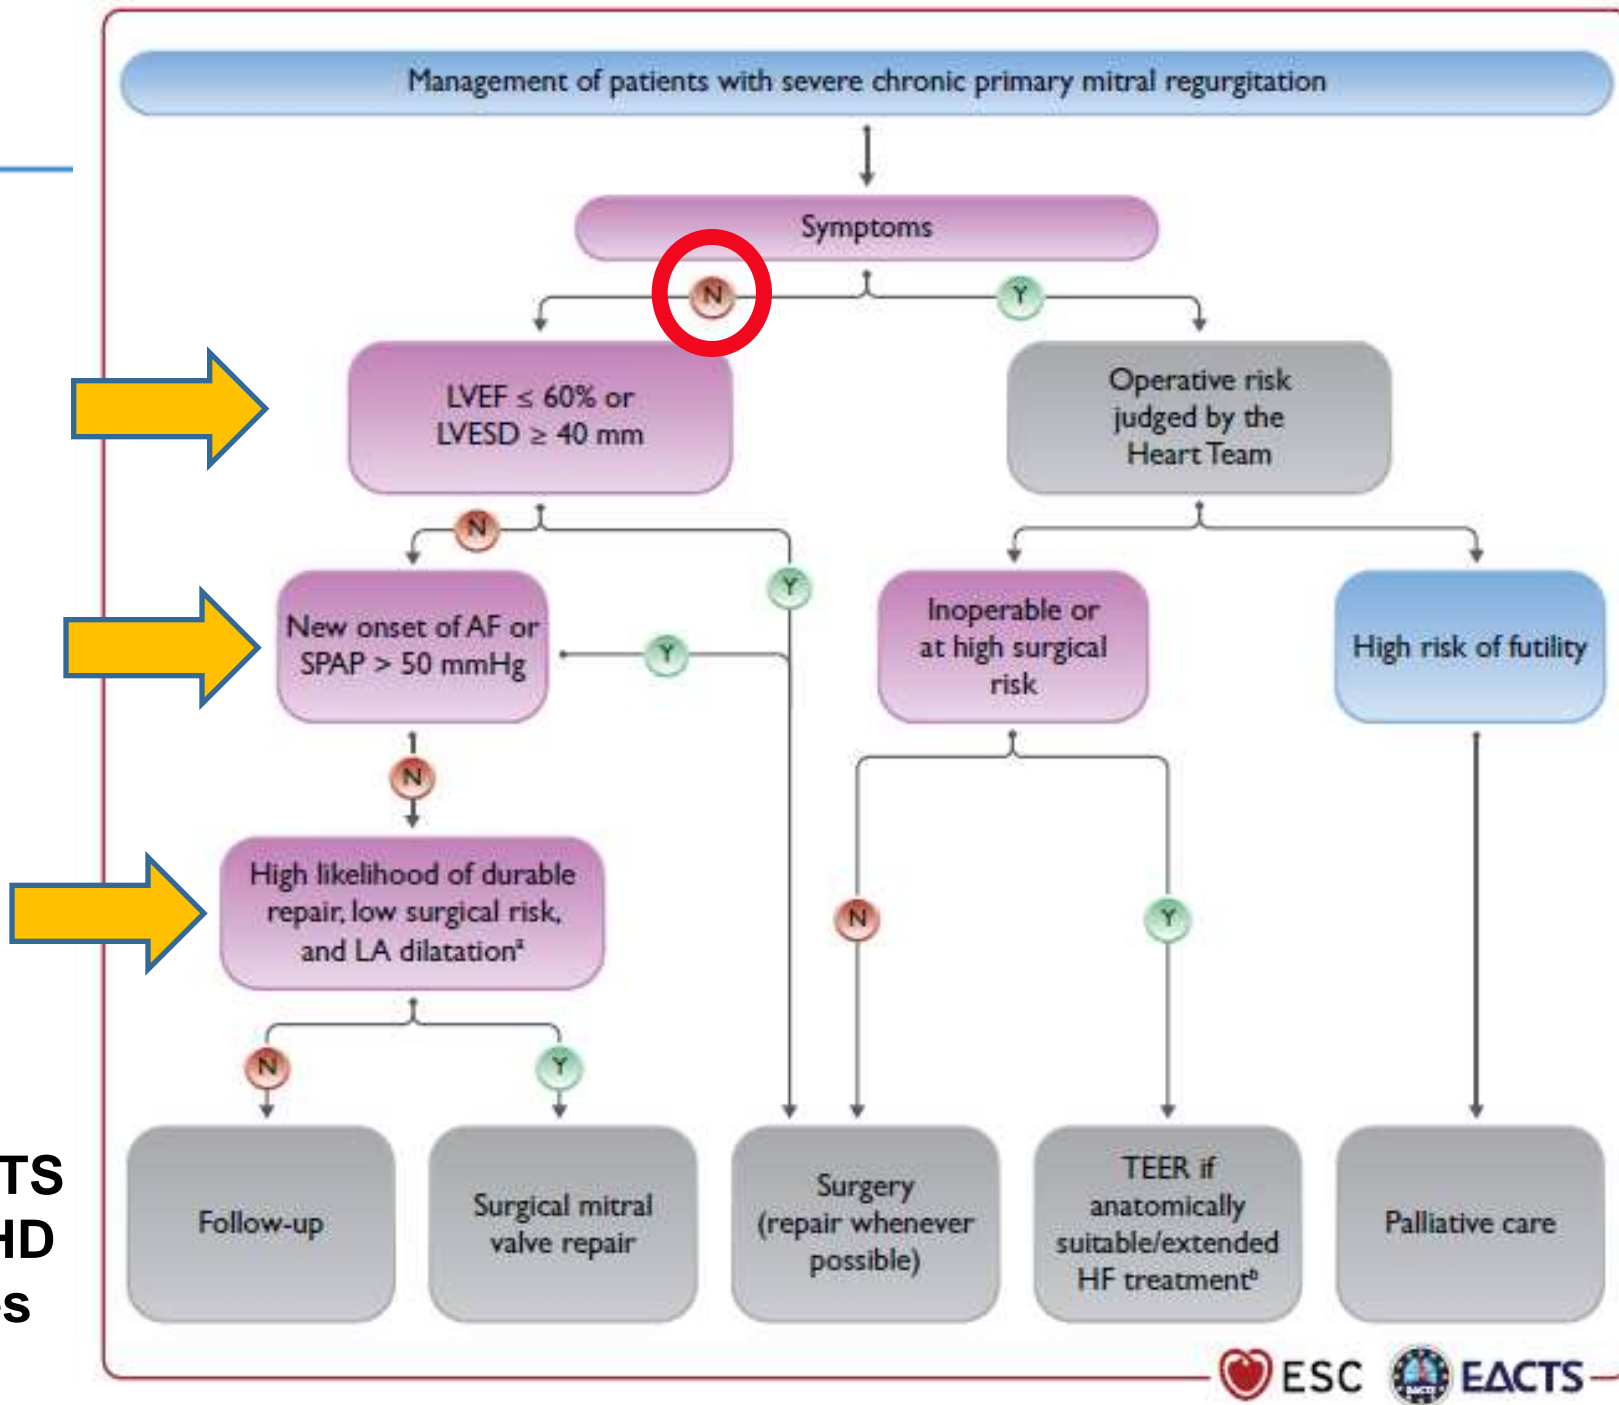 Management of patients with severe chronic primary mitral regurgitation
Symptoms
N
Y
LVEF ≤ 60% or
LVESD ≥ 40 mm
Operative risk
judged by the
Heart Team
N
Y
New onset of AF or
SPAP > 50 mmHg
Y
Inoperable or
at high surgical
risk
High risk of futility
N
High likelihood of durable
repair, low surgical risk,
and LA dilatationᵃ
N
Y
N
Y
Follow-up
Surgical mitral
valve repair
Surgery
(repair whenever
possible)
TEER if
anatomically
suitable/extended
HF treatmentᵇ
Palliative care
TS
HD
s
ESC
EACTS
EΔCTS